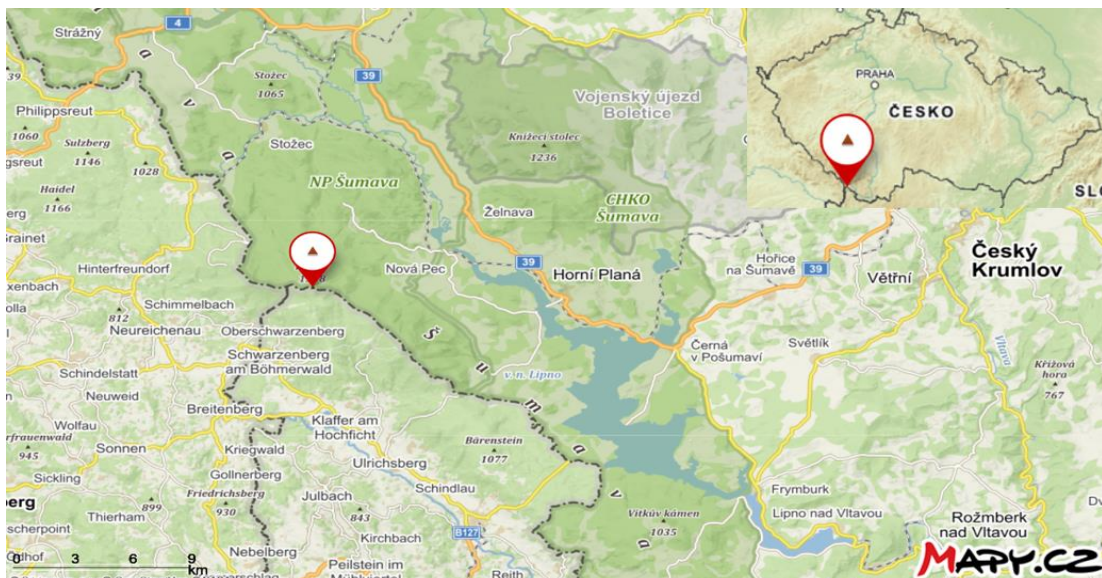 Strážný
4
39
Stožec
1065
Vojenský újezd
Boletice
PRAHA
ČESKO
Philippsreut
1060
Sulzberg
1146
1028
Stožec
Knížecí stolec
1236
Haidel
1166
NP Šumava
CHKO
Šumava
Želnava
Grainet
Hinterfreundorf
Nová Pec
39
Horní Planá
Hořice
na Šumavě
39
Větřní
Český
Krumlov
Schimmelbach
812
Neureichenau
Oberschwarzenberg
Schwarzenberg
am Böhmerwald
Šumava
Černá
v Pošumaví
Světlík
Vltava
Křížová
hora
767
Schindelstatt
Neuweid
v. n. Lipno
Breitenberg
Wolfau
Klaffer am
Hochficht
945
Sonnen
Kriegwald
Bärenstein
1077
Sickling
Gollnerberg
Ulrichsberg
Friedrichsberg
930
Schindlau
899
Julbach
843
Thierham
Kirchbach
B127
Vítkův kámen
1035
Frymburk
Lipno nad Vltavou
Rožmberk
nad Vltavou
Nebelberg
Reith
0 3 6 9
km
MAPY.CZ